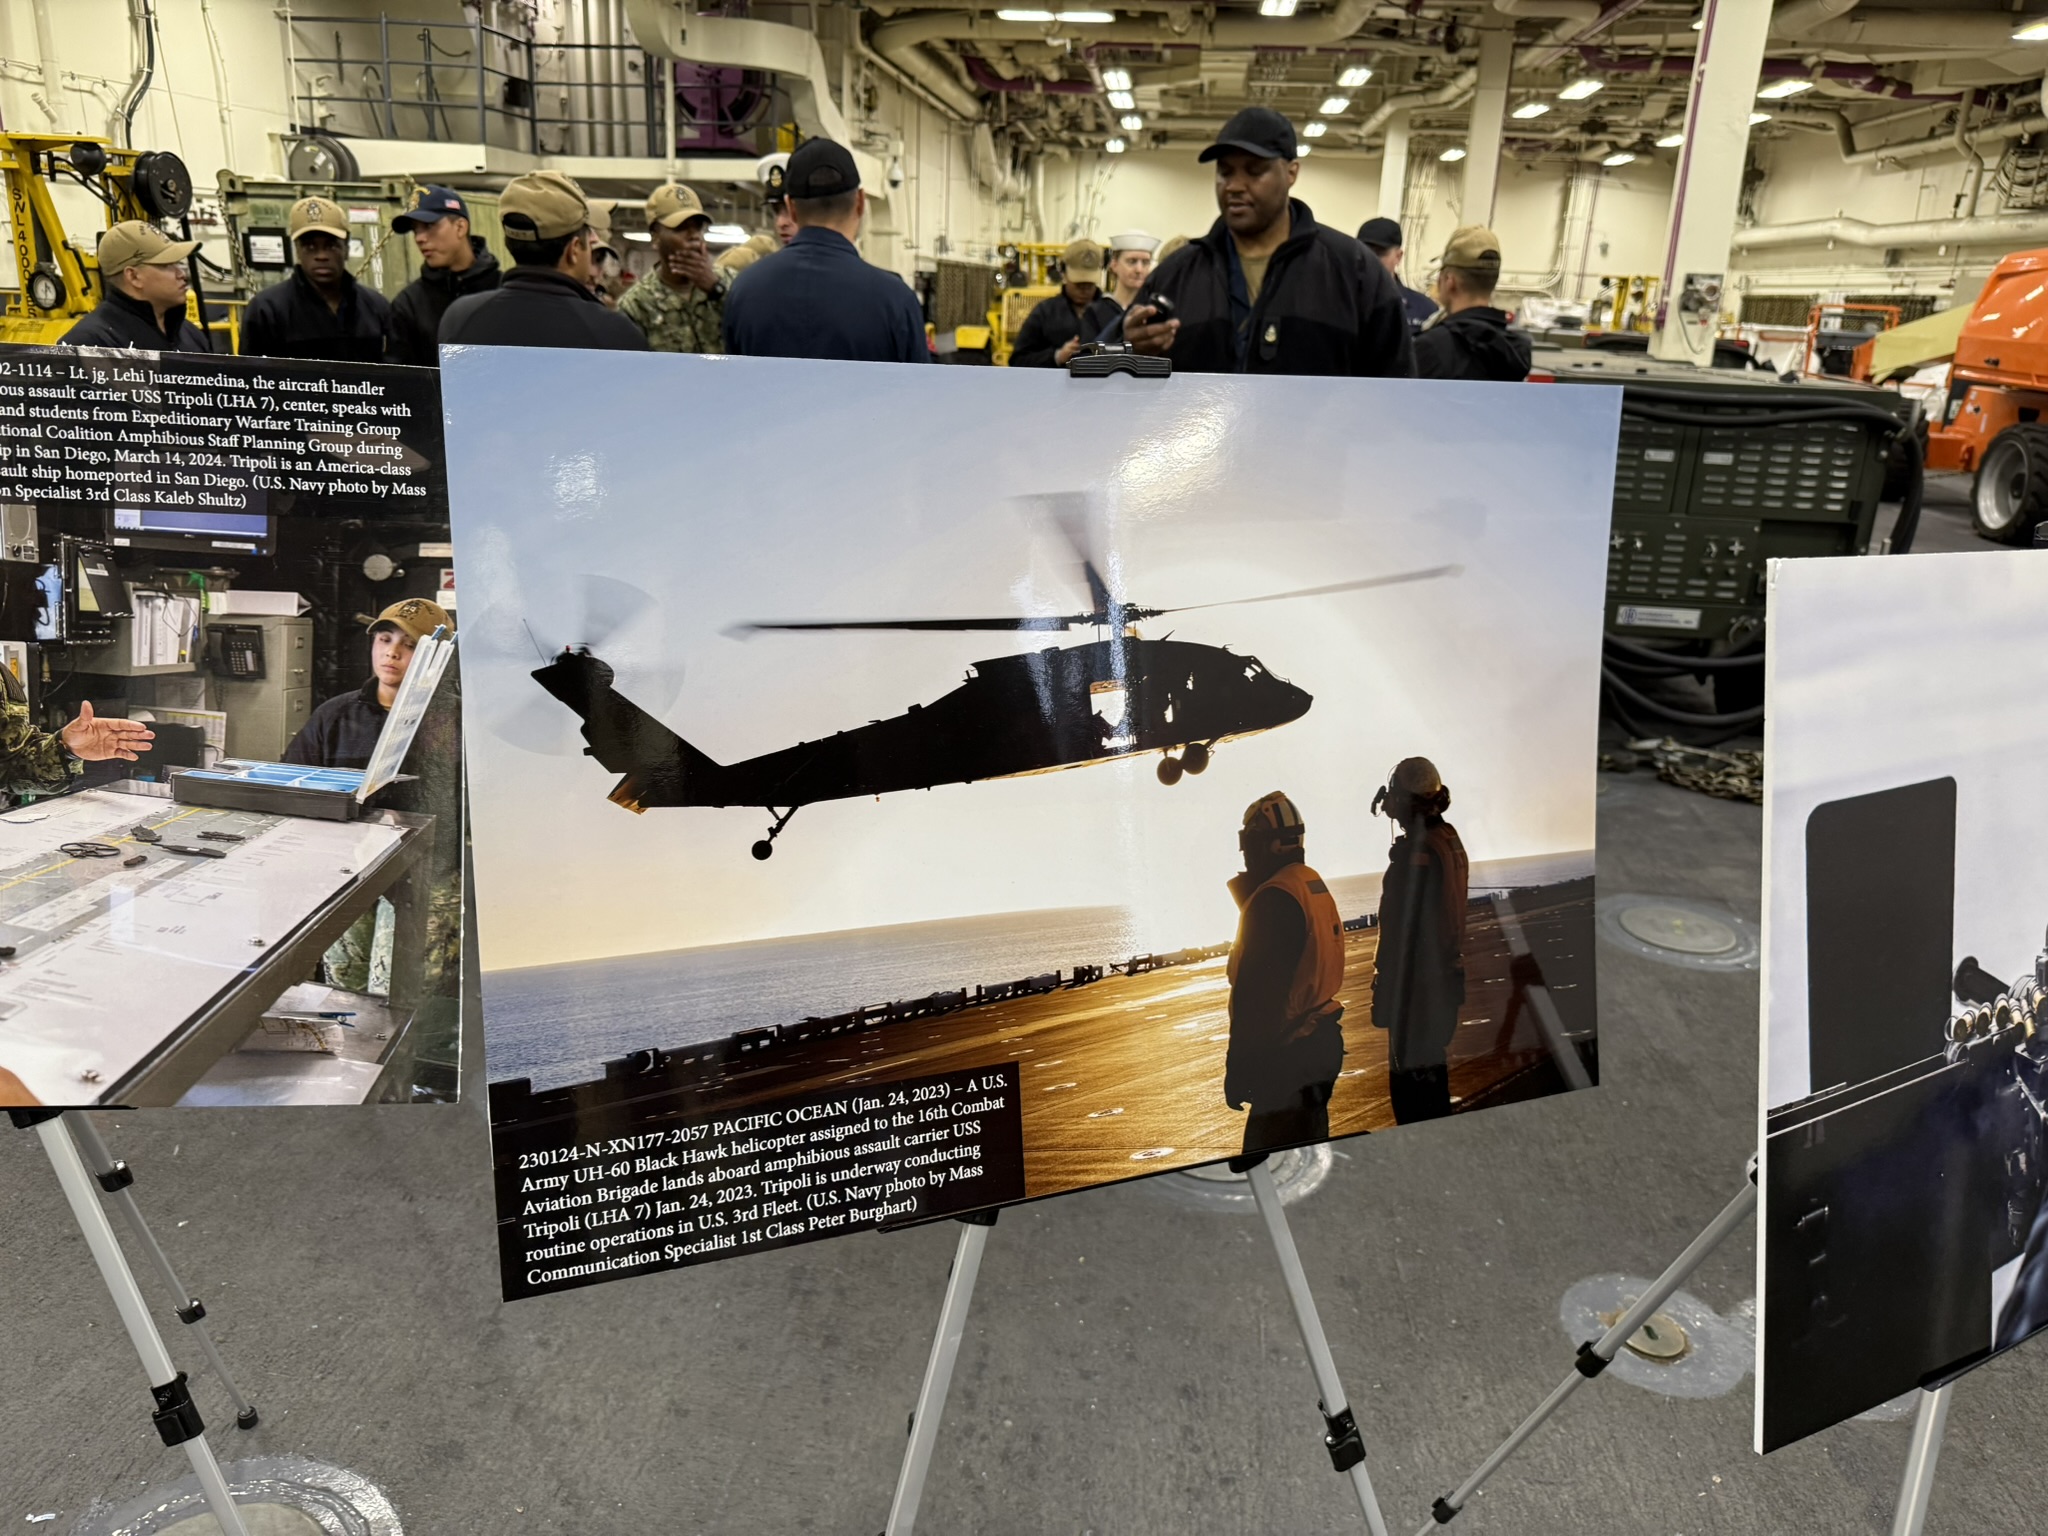 02-1114 – Lt. jg. Lehi Juarezmedina, the aircraft handler
assault carrier USS Tripoli (LHA 7), center, speaks with
and students from Expeditionary Warfare Training Group
Coalition Amphibious Staff Planning Group during
in San Diego, March 14, 2024. Tripoli is an America-class
ship homeported in San Diego. (U.S. Navy photo by Mass
Specialist 3rd Class Kaleb Shultz)
230124-N-XN177-2057 PACIFIC OCEAN (Jan. 24, 2023) – A U.S.
Army UH-60 Black Hawk helicopter assigned to the 16th Combat
Aviation Brigade lands aboard amphibious assault carrier USS
Tripoli (LHA 7) Jan. 24, 2023. Tripoli is underway conducting
routine operations in U.S. 3rd Fleet. (U.S. Navy photo by Mass
Communication Specialist 1st Class Peter Burghart)